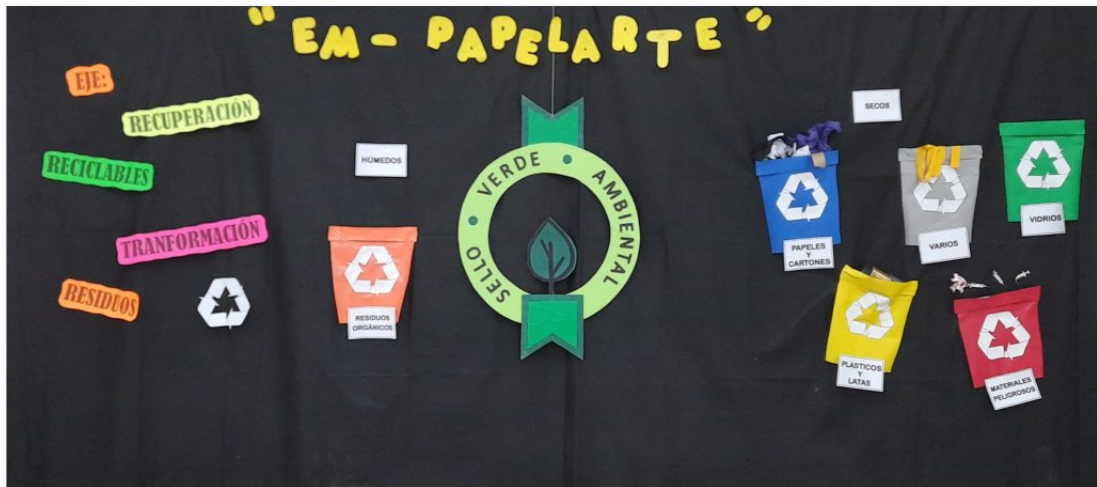 "EM- PAPELARTE"
EJE:
RECUPERACIÓN
RECICLABLES
TRANFORMACIÓN
RESIDUOS
HÚMEDOS
RESIDUOS
ORGÁNICOS
SELLO VERDE AMBIENTAL
SECOS
PAPELES
Y
CARTONES
VARIOS
VIDRIOS
PLASTICOS
Y
LATAS
MATERIALES
PELIGROSOS